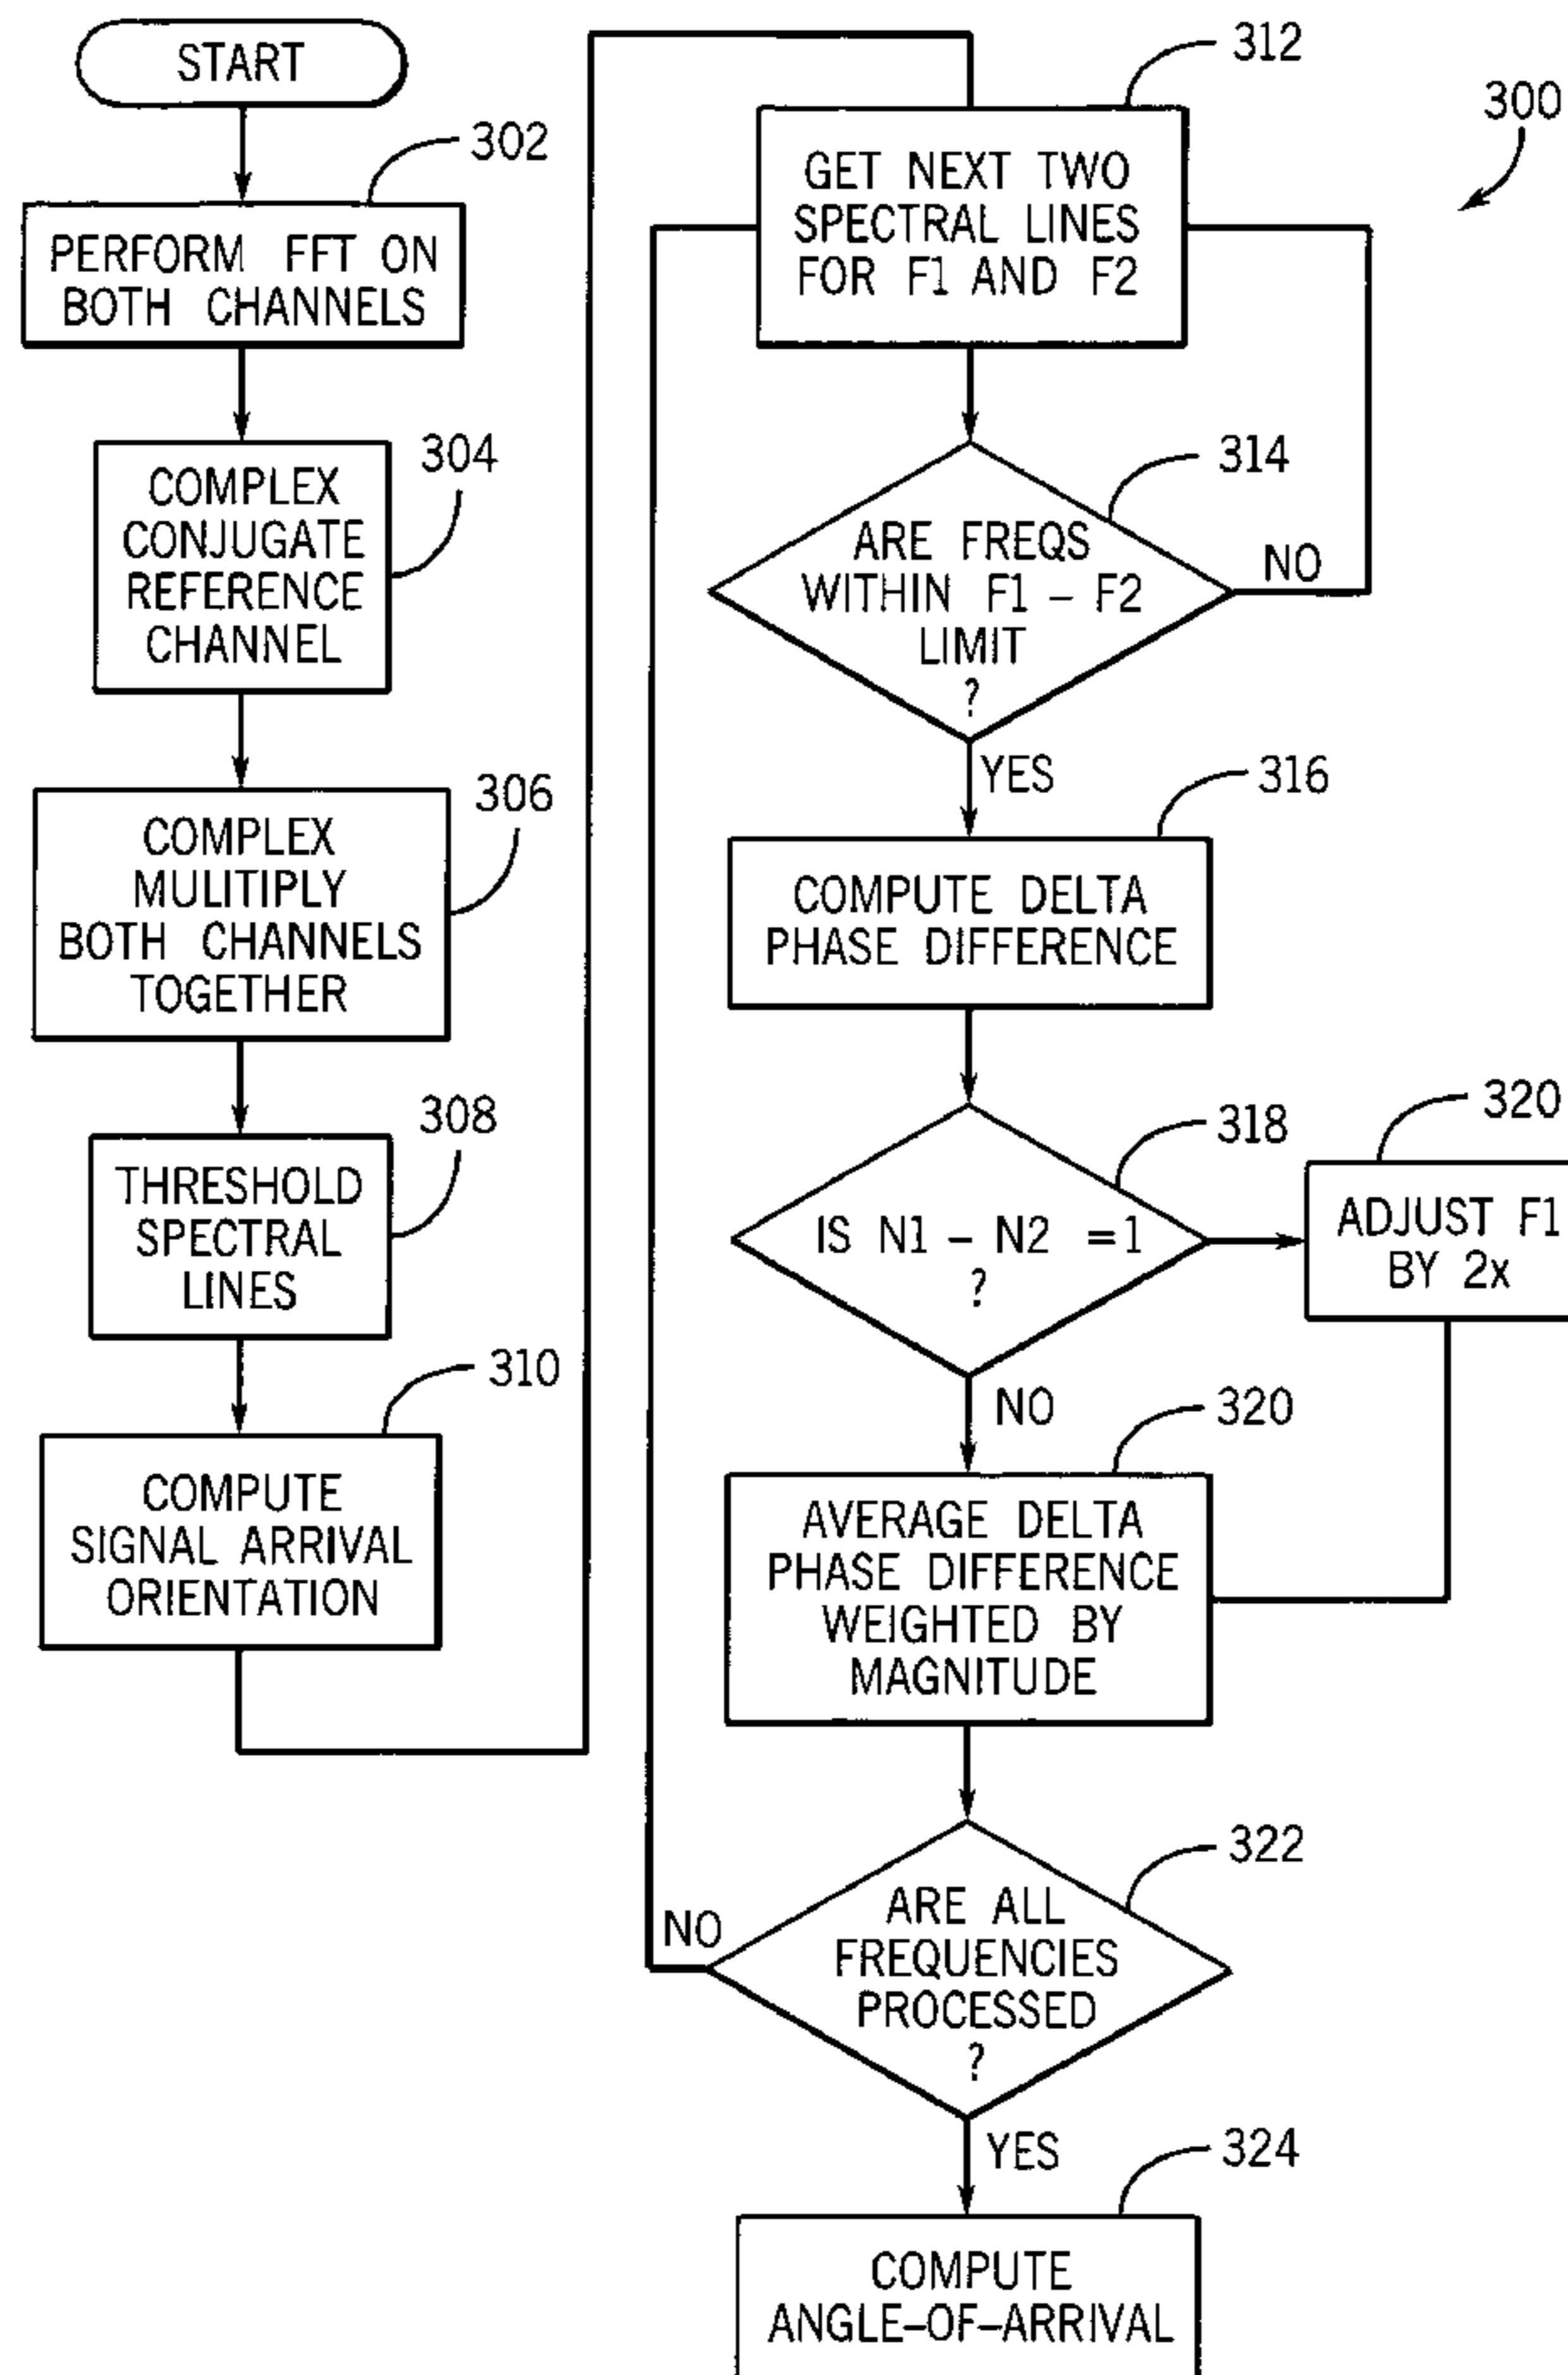 START
302
PERFORM FFT ON
BOTH CHANNELS
304
COMPLEX
CONJUGATE
REFERENCE
CHANNEL
306
COMPLEX
MULITIPLY
BOTH CHANNELS
TOGETHER
308
THRESHOLD
SPECTRAL
LINES
310
COMPUTE
SIGNAL ARRIVAL
ORIENTATION
312
300
GET NEXT TWO
SPECTRAL LINES
FOR F1 AND F2
314
ARE FREQS
WITHIN F1 – F2
LIMIT
?
NO
YES
316
COMPUTE DELTA
PHASE DIFFERENCE
318
IS N1 – N2 =1
?
320
ADJUST F1
BY 2x
NO
320
AVERAGE DELTA
PHASE DIFFERENCE
WEIGHTED BY
MAGNITUDE
322
ARE ALL
FREQUENCIES
PROCESSED
?
NO
YES
324
COMPUTE
ANGLE–OF–ARRIVAL